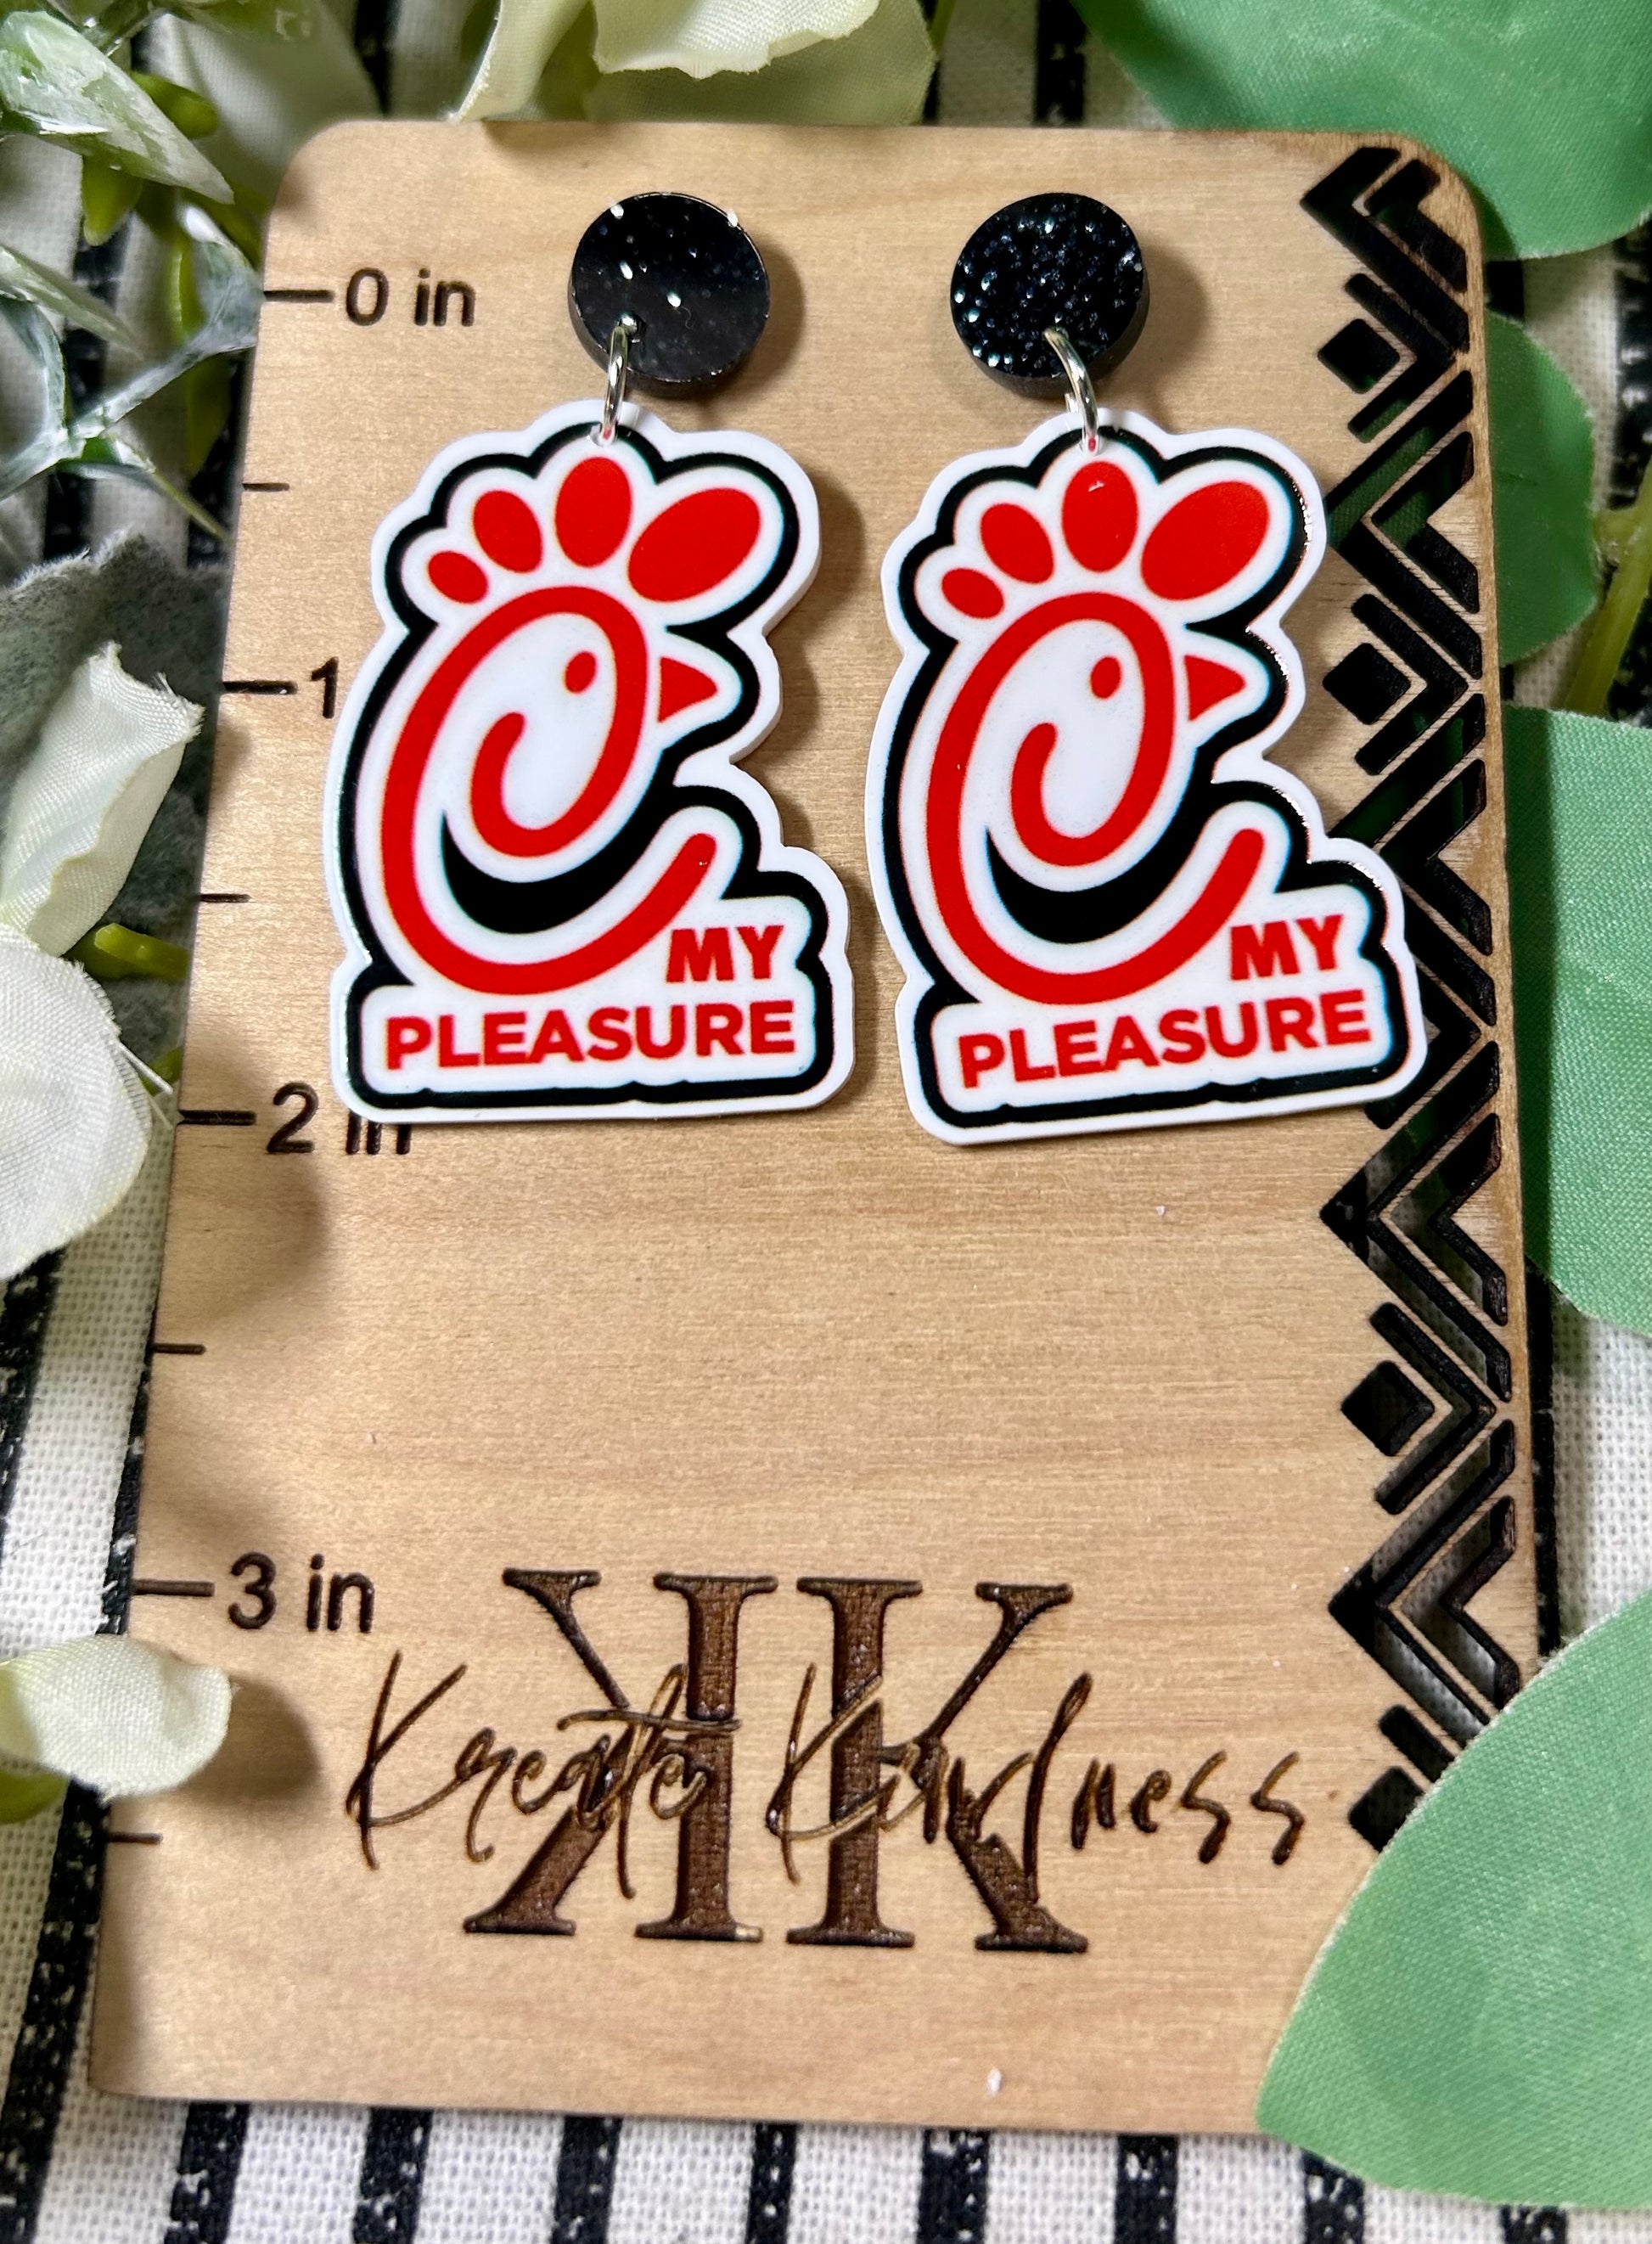 0 in
1
MY
PLEASURE
MY
PLEASURE
2 in
3 in
KK
Kreate Kindness